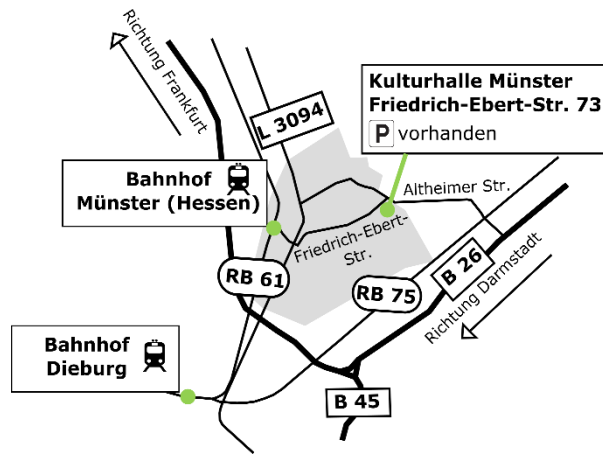 Richtung Frankfurt
L 3094
Kulturhalle Münster
Friedrich-Ebert-Str. 73
P vorhanden
Bahnhof
Münster (Hessen)
Altheimer Str.
Friedrich-Ebert-
Str.
RB 61
RB 75
B 26
Richtung Darmstadt
Bahnhof
Dieburg
B 45